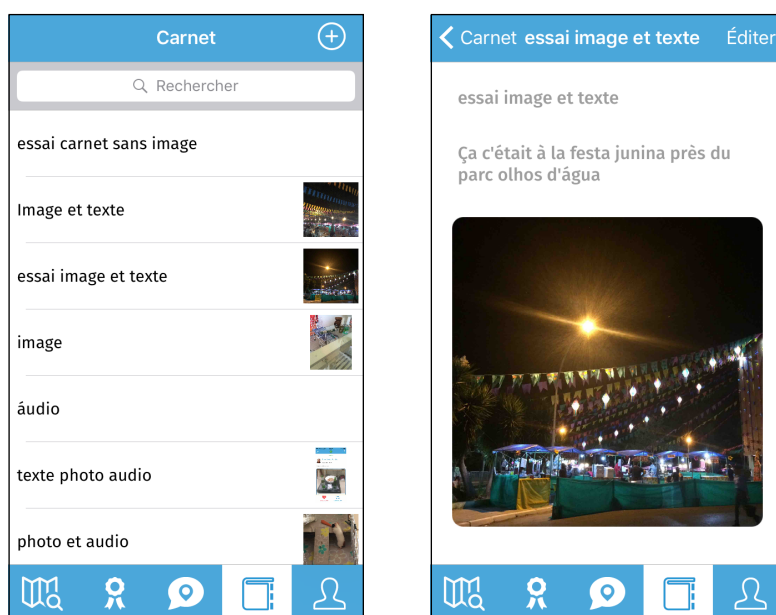 Carnet
Rechercher
essai carnet sans image
Image et texte
essai image et texte
image
áudio
texte photo audio
photo et audio
Carnet essai image et texte Éditer
essai image et texte
Ça c'était à la festa junina près du
parc olhos d'água